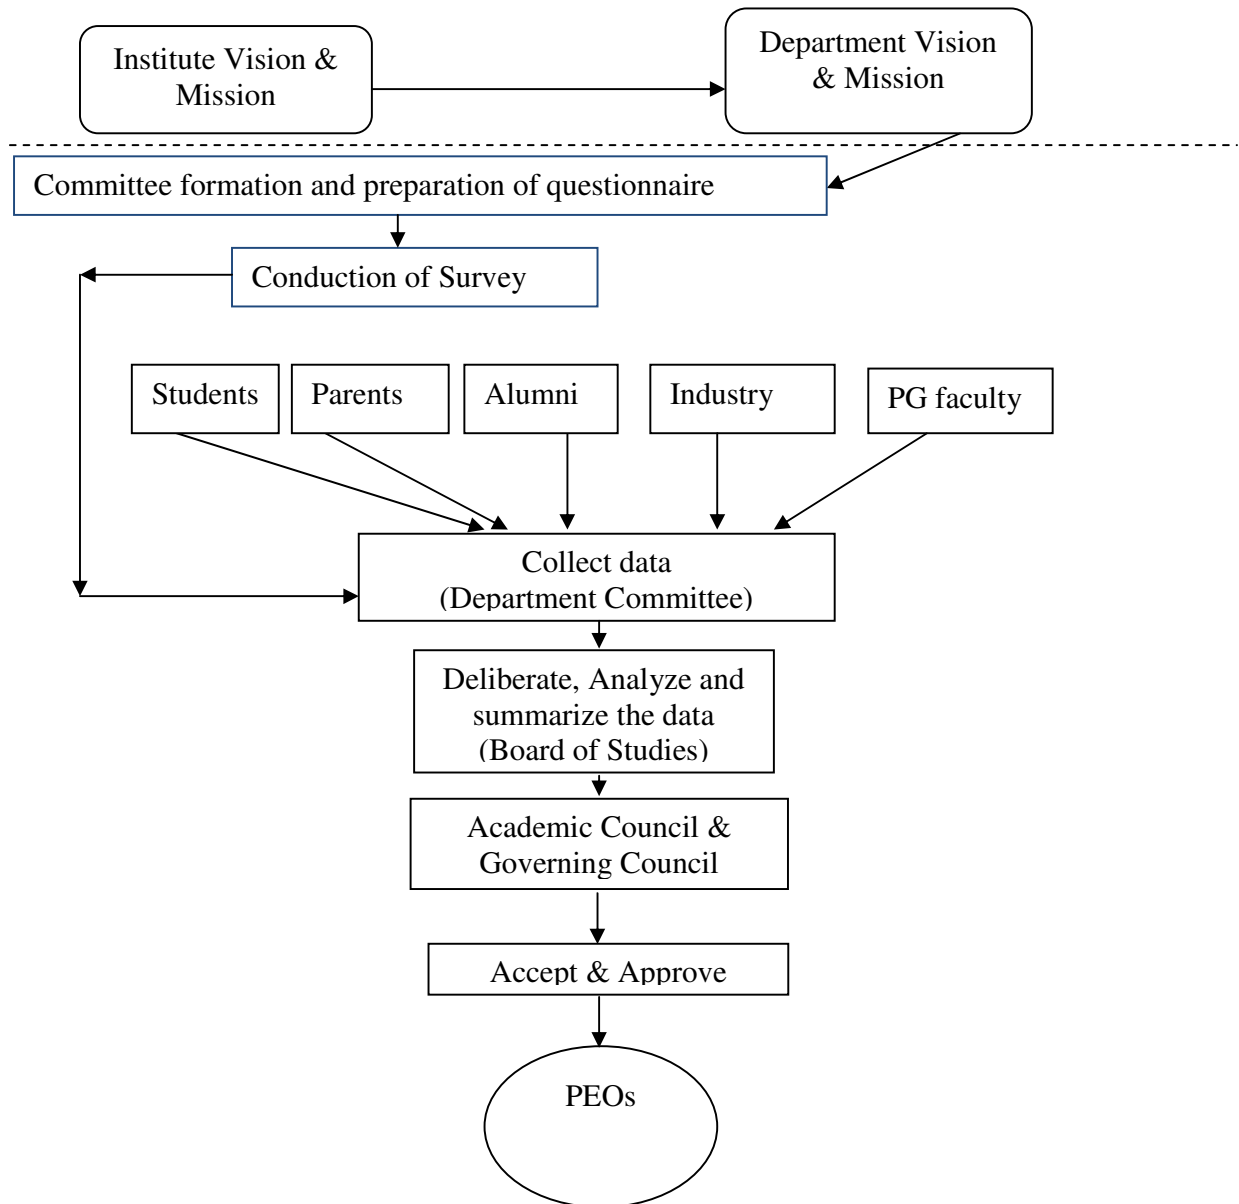 Institute Vision &
Mission
Department Vision
& Mission
Committee formation and preparation of questionnaire
Conduction of Survey
Students
Parents
Alumni
Industry
PG faculty
Collect data
(Department Committee)
Deliberate, Analyze and
summarize the data
(Board of Studies)
Academic Council &
Governing Council
Accept & Approve
PEOs